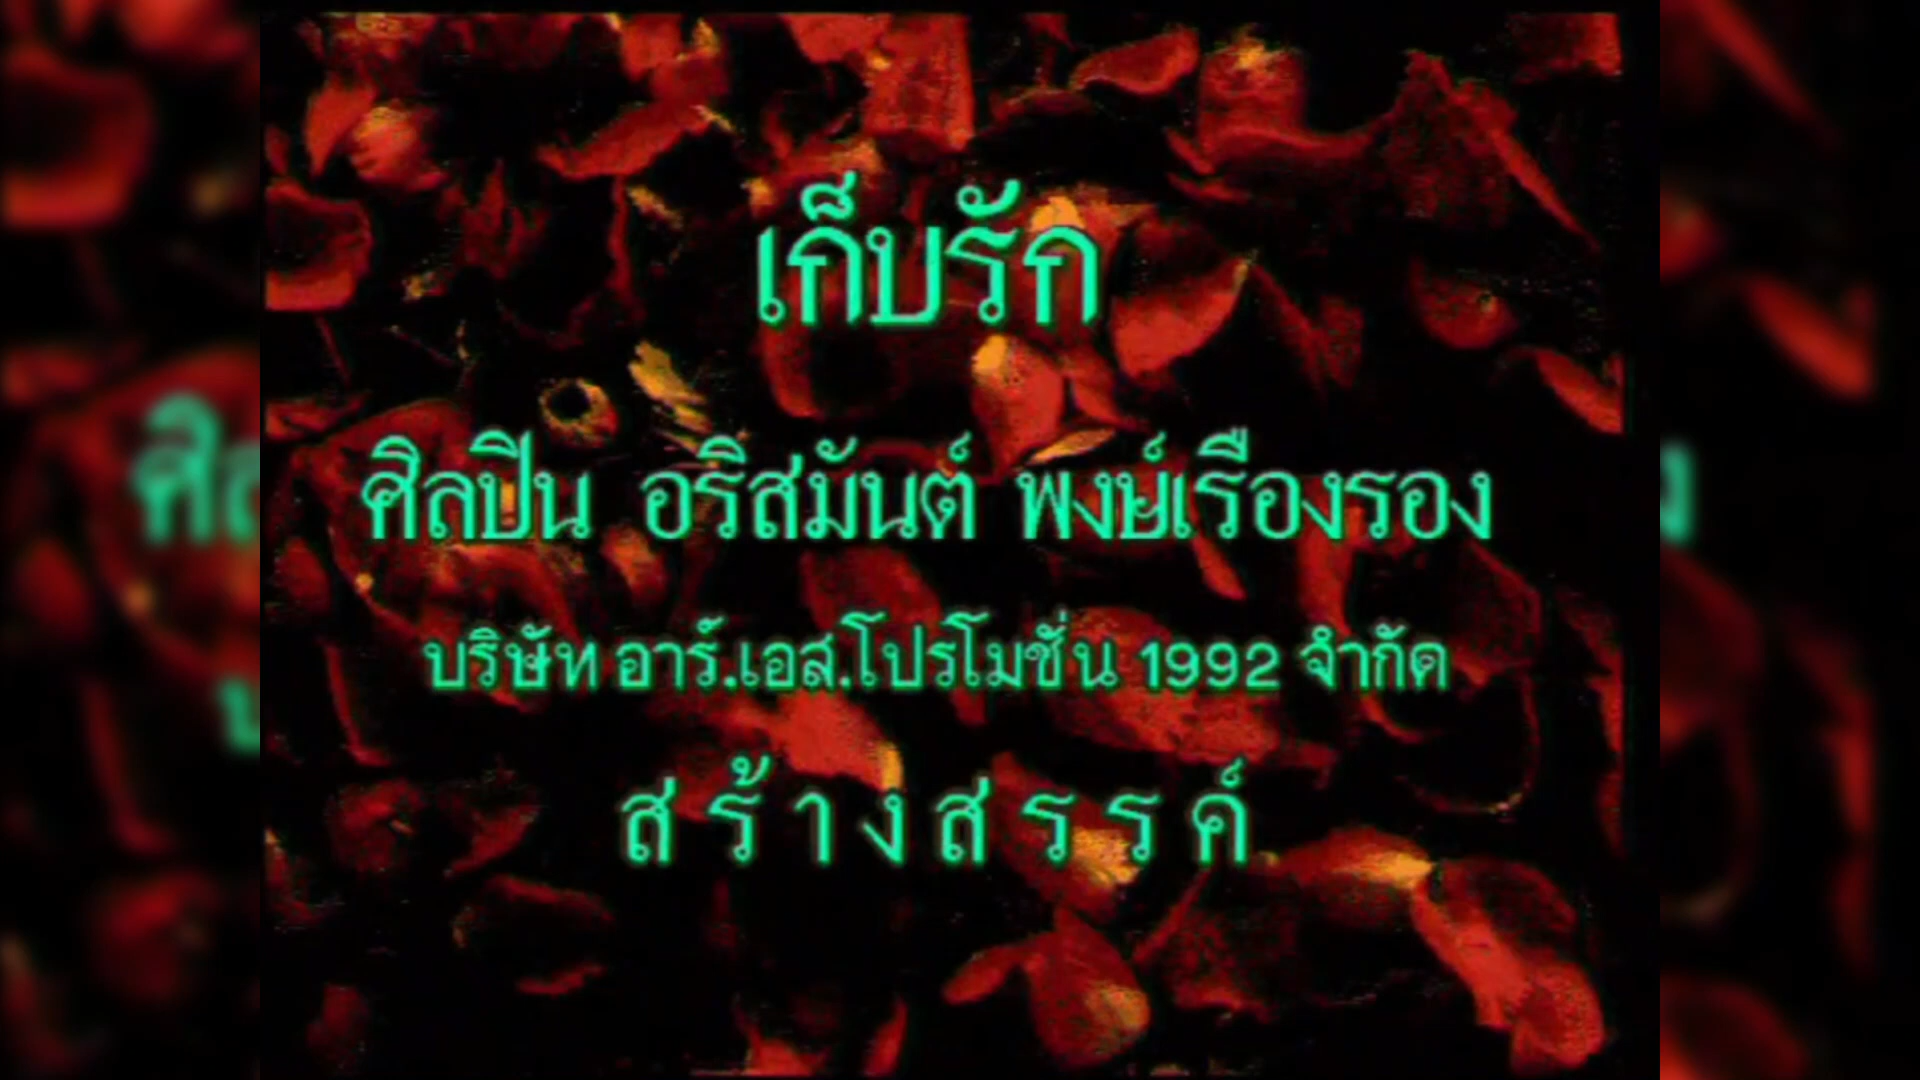 เก็บรัก
ศิลปิน อริสมันต์ พงษ์เรืองรอง
บริษัท อาร์.เอส.โปรโมชั่น 1992 จำกัด
สร้างสรรค์